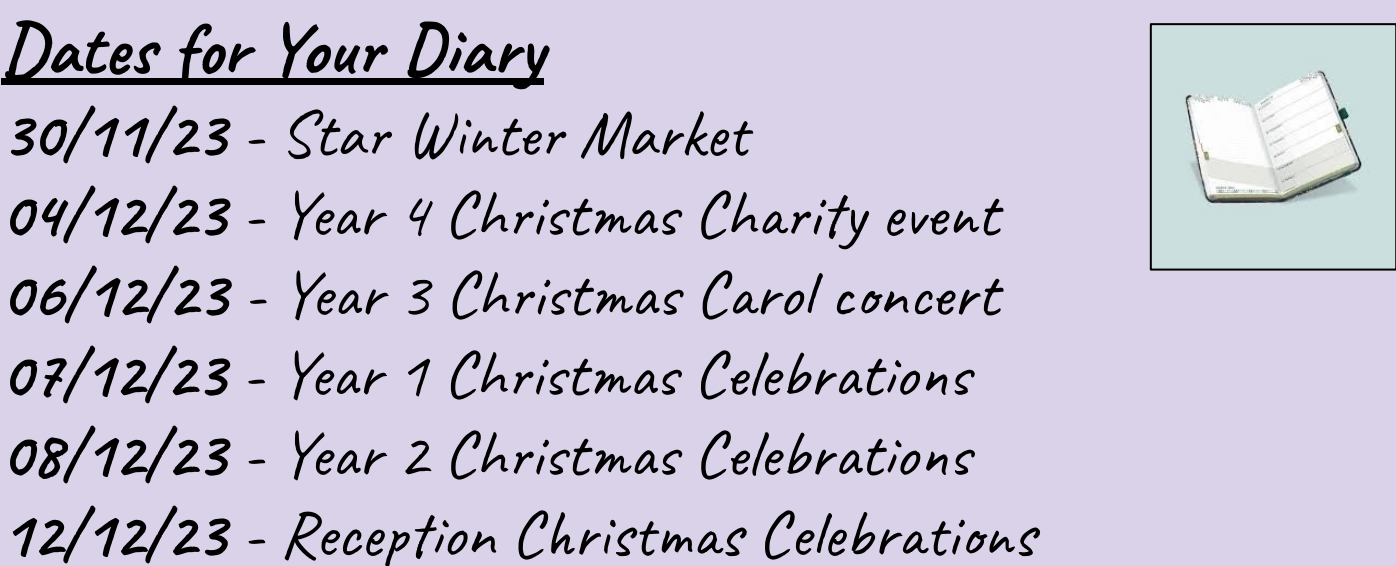 Dates for Your Diary
30/11/23 - Star Winter Market
04/12/23 - Year 4 Christmas Charity event
06/12/23 - Year 3 Christmas Carol concert
07/12/23 - Year 1 Christmas Celebrations
08/12/23 - Year 2 Christmas Celebrations
12/12/23 - Reception Christmas Celebrations